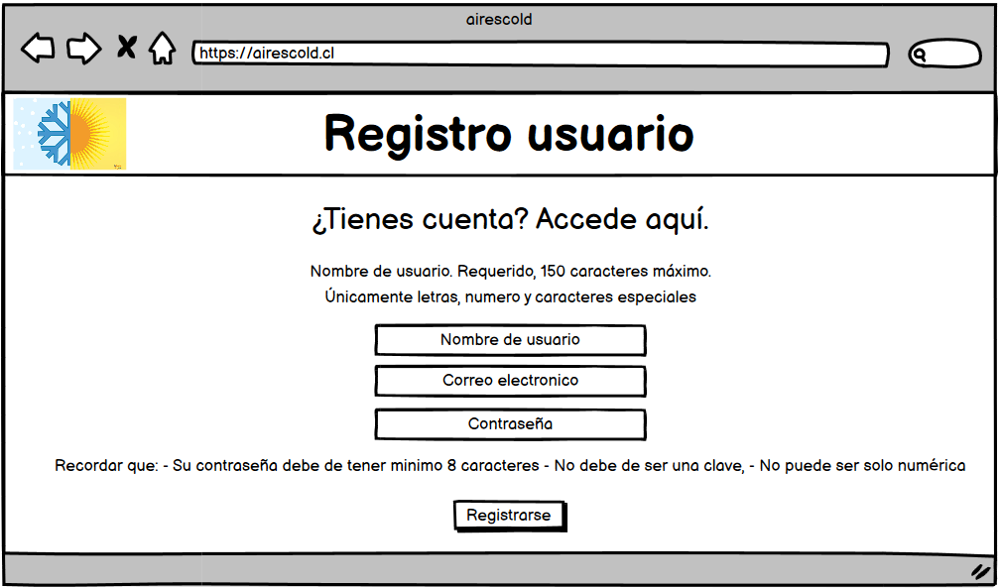 airescold
https://airescold.cl
Registro usuario
¿Tienes cuenta? Accede aquí.
Nombre de usuario. Requerido, 150 caracteres máximo.
Únicamente letras, numero y caracteres especiales
Nombre de usuario
Correo electronico
Contraseña
Recordar que: - Su contraseña debe de tener minimo 8 caracteres - No debe de ser una clave, - No puede ser solo numérica
Registrarse